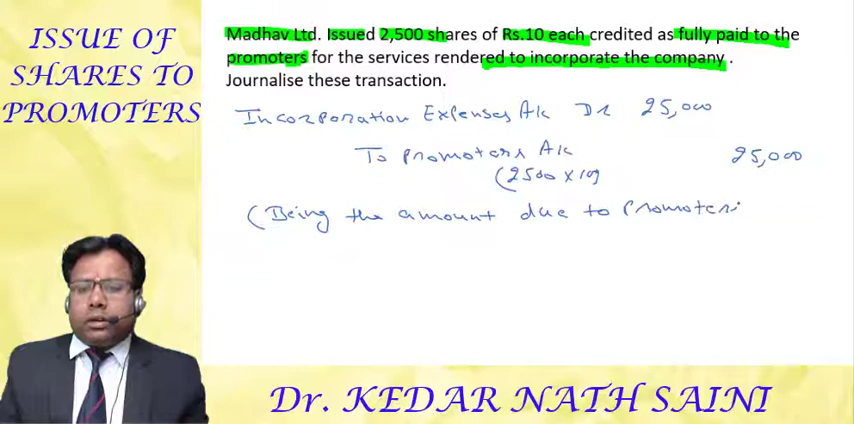 ISSUE OF
SHARES TO
PROMOTERS
Madhav Ltd. Issued 2,500 shares of Rs.10 each credited as fully paid to the
promoters for the services rendered to incorporate the company .
Journalise these transaction.
Incorporation Expenses A/c Dr 25,000
To Promoters A/c 25,000
(2500 x 10)
(Being the amount due to Promoters
Dr. KEDAR NATH SAINI